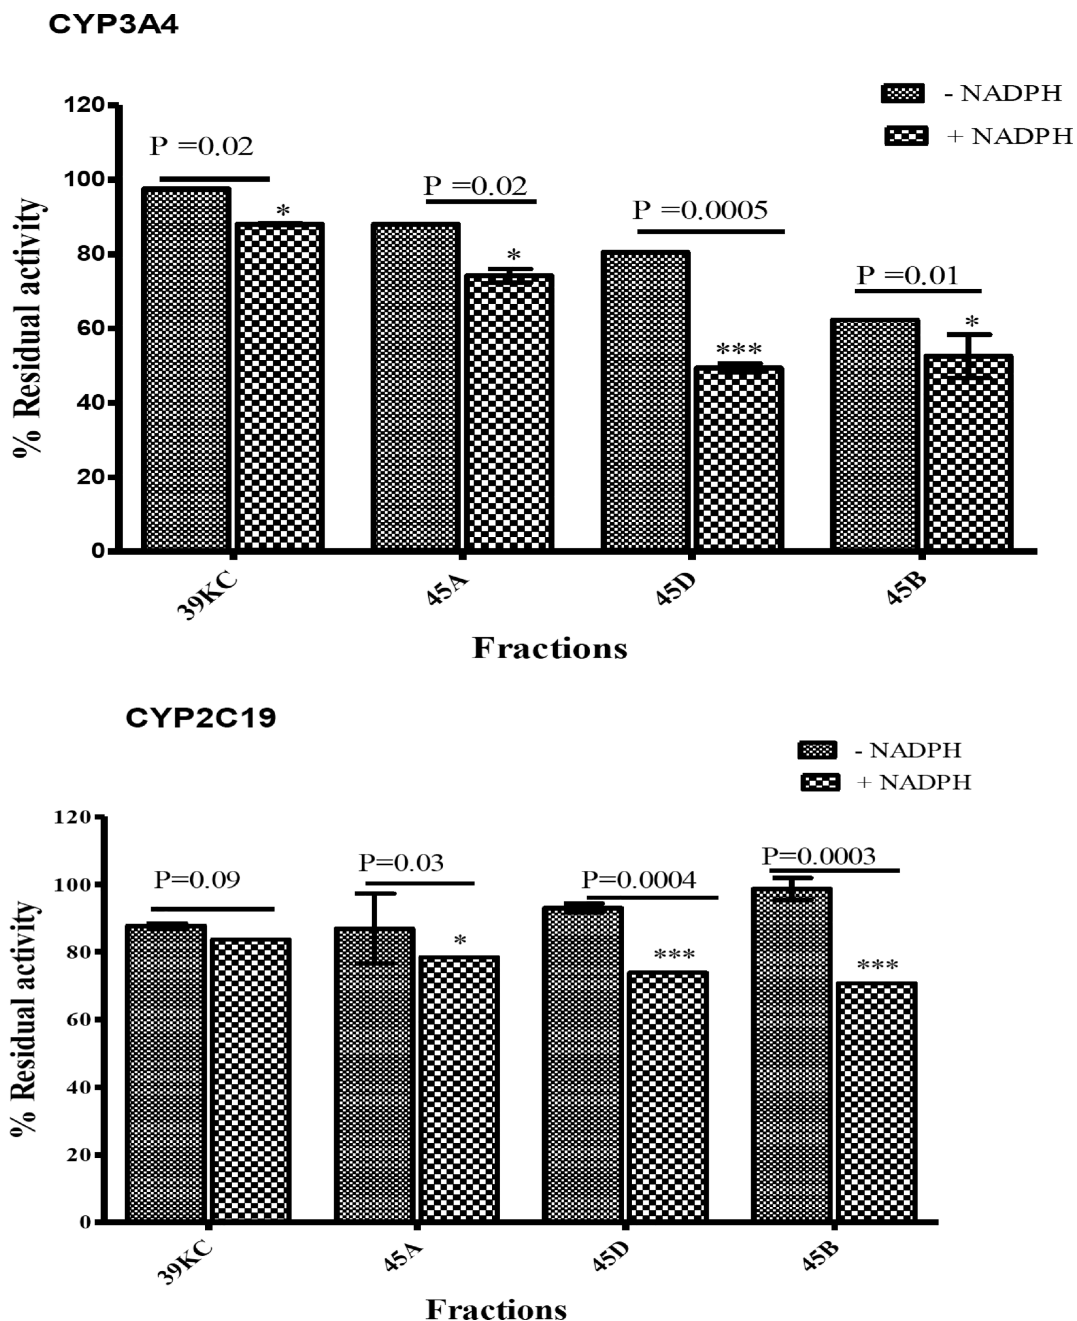 CYP3A4
- NADPH
+ NADPH
% Residual activity
120
100
80
60
40
20
0
P =0.02
P =0.02
P =0.0005
P =0.01
*
*
***
*
39KC
45A
45D
45B
Fractions
CYP2C19
- NADPH
+ NADPH
% Residual activity
120
100
80
60
40
20
0
P=0.09
P=0.03
P=0.0004
P=0.0003
*
***
***
39KC
45A
45D
45B
Fractions